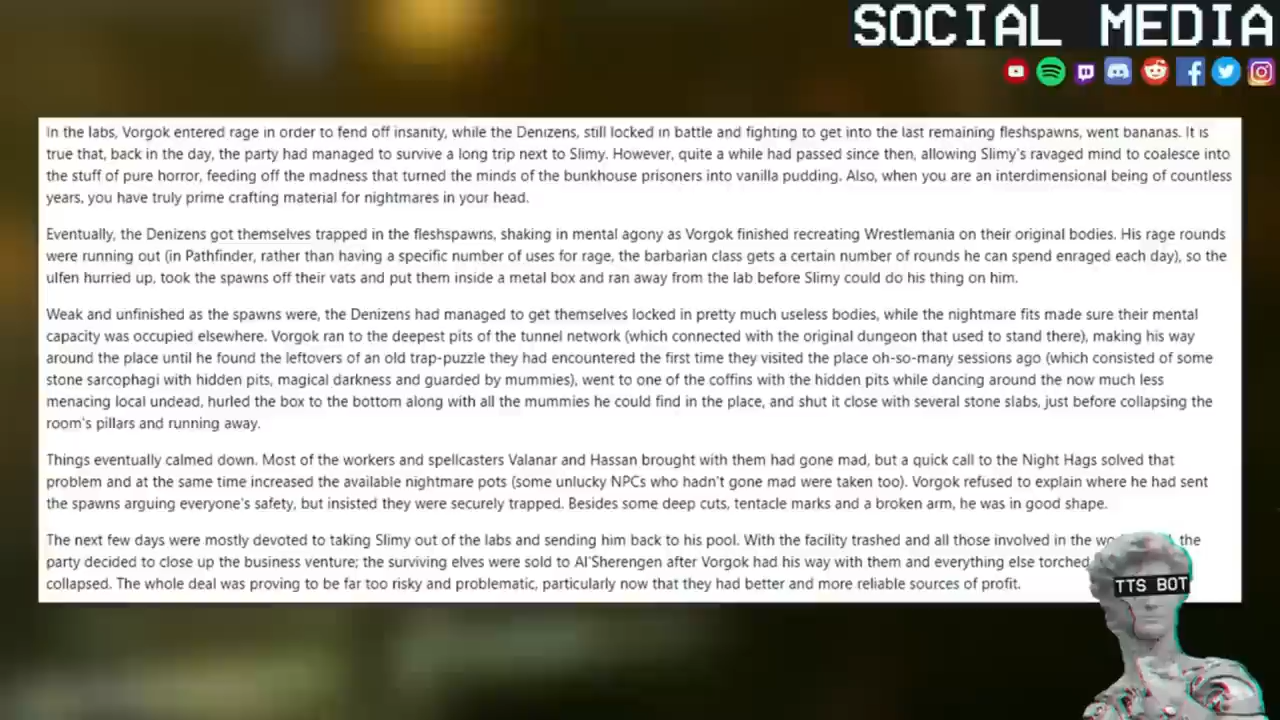 SOCIAL MEDIA
In the labs, Vorgok entered rage in order to fend off insanity, while the Denizens, still locked in battle and fighting to get into the last remaining fleshspawns, went bananas. It is
true that, back in the day, the party had managed to survive a long trip next to Slimy. However, quite a while had passed since then, allowing Slimy's ravaged mind to coalesce into
the stuff of pure horror, feeding off the madness that turned the minds of the bunkhouse prisoners into vanilla pudding. Also, when you are an interdimensional being of countless
years, you have truly prime crafting material for nightmares in your head.
Eventually, the Denizens got themselves trapped in the fleshspawns, shaking in mental agony as Vorgok finished recreating Wrestlemania on their original bodies. His rage rounds
were running out (in Pathfinder, rather than having a specific number of uses for rage, the barbarian class gets a certain number of rounds he can spend enraged each day), so the
ulfen hurried up, took the spawns off their vats and put them inside a metal box and ran away from the lab before Slimy could do his thing on him.
Weak and unfinished as the spawns were, the Denizens had managed to get themselves locked in pretty much useless bodies, while the nightmare fits made sure their mental
capacity was occupied elsewhere. Vorgok ran to the deepest pits of the tunnel network (which connected with the original dungeon that used to stand there), making his way
around the place until he found the leftovers of an old trap-puzzle they had encountered the first time they visited the place oh-so-many sessions ago (which consisted of some
stone sarcophagi with hidden pits, magical darkness and guarded by mummies), went to one of the coffins with the hidden pits while dancing around the now much less
menacing local undead, hurled the box to the bottom along with all the mummies he could find in the place, and shut it close with several stone slabs, just before collapsing the
room's pillars and running away.
Things eventually calmed down. Most of the workers and spellcasters Valanar and Hassan brought with them had gone mad, but a quick call to the Night Hags solved that
problem and at the same time increased the available nightmare pots (some unlucky NPCs who hadn't gone mad were taken too). Vorgok refused to explain where he had sent
the spawns arguing everyone's safety, but insisted they were securely trapped. Besides some deep cuts, tentacle marks and a broken arm, he was in good shape.
The next few days were mostly devoted to taking Slimy out of the labs and sending him back to his pool. With the facility trashed and all those involved in the the
party decided to close up the business venture; the surviving elves were sold to Al'Sherengen after Vorgok had his way with them and everything else torched
collapsed. The whole deal was proving to be far too risky and problematic, particularly now that they had better and more reliable sources of profit.
TTS BOT